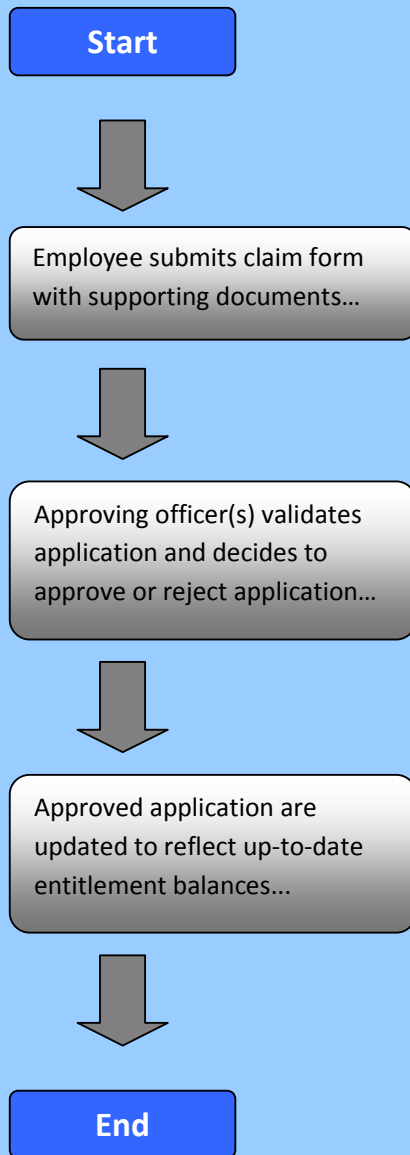 Start
Employee submits claim form
with supporting documents…
Approving officer(s) validates
application and decides to
approve or reject application…
Approved application are
updated to reflect up-to-date
entitlement balances...
End